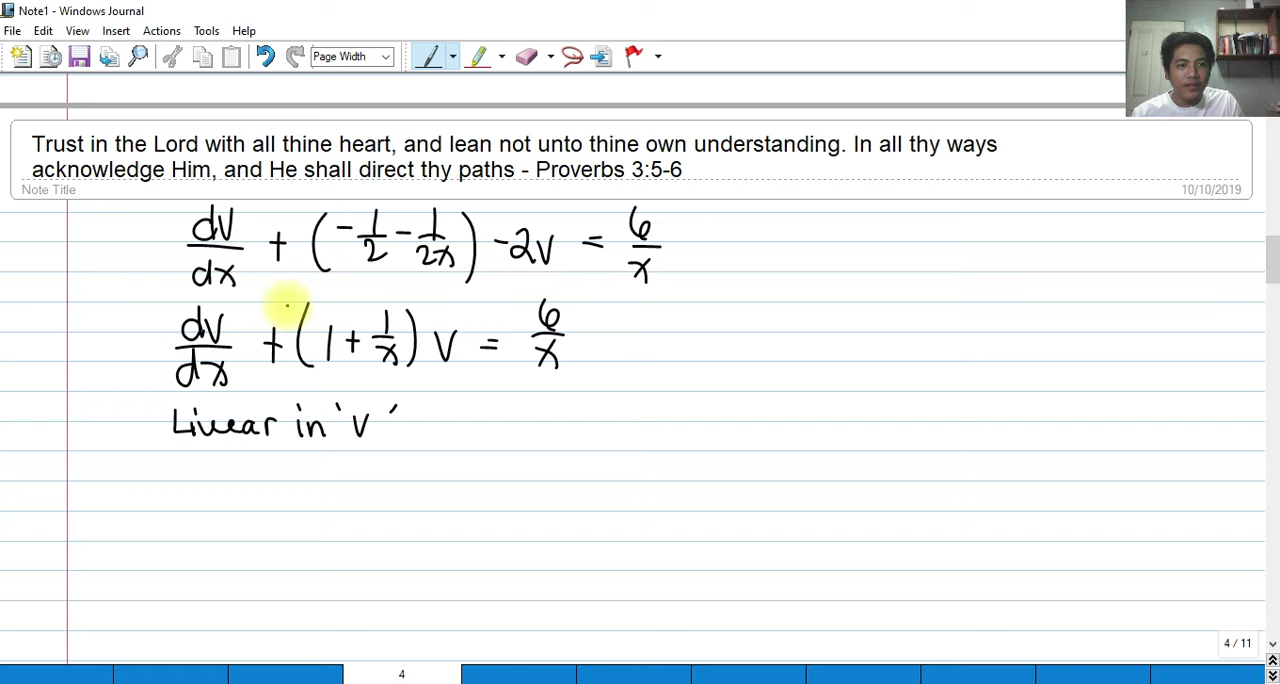 Note1 - Windows Journal
File Edit View Insert Actions Tools Help
Page Width
Trust in the Lord with all thine heart, and lean not unto thine own understanding. In all thy ways
acknowledge Him, and He shall direct thy paths - Proverbs 3:5-6
Note Title 10/10/2019
dv/dx + (-1/2 - 1/2x) -2v = 6/x
dv/dx + (1 + 1/x) v = 6/x
Linear in 'v'
4 / 11
4